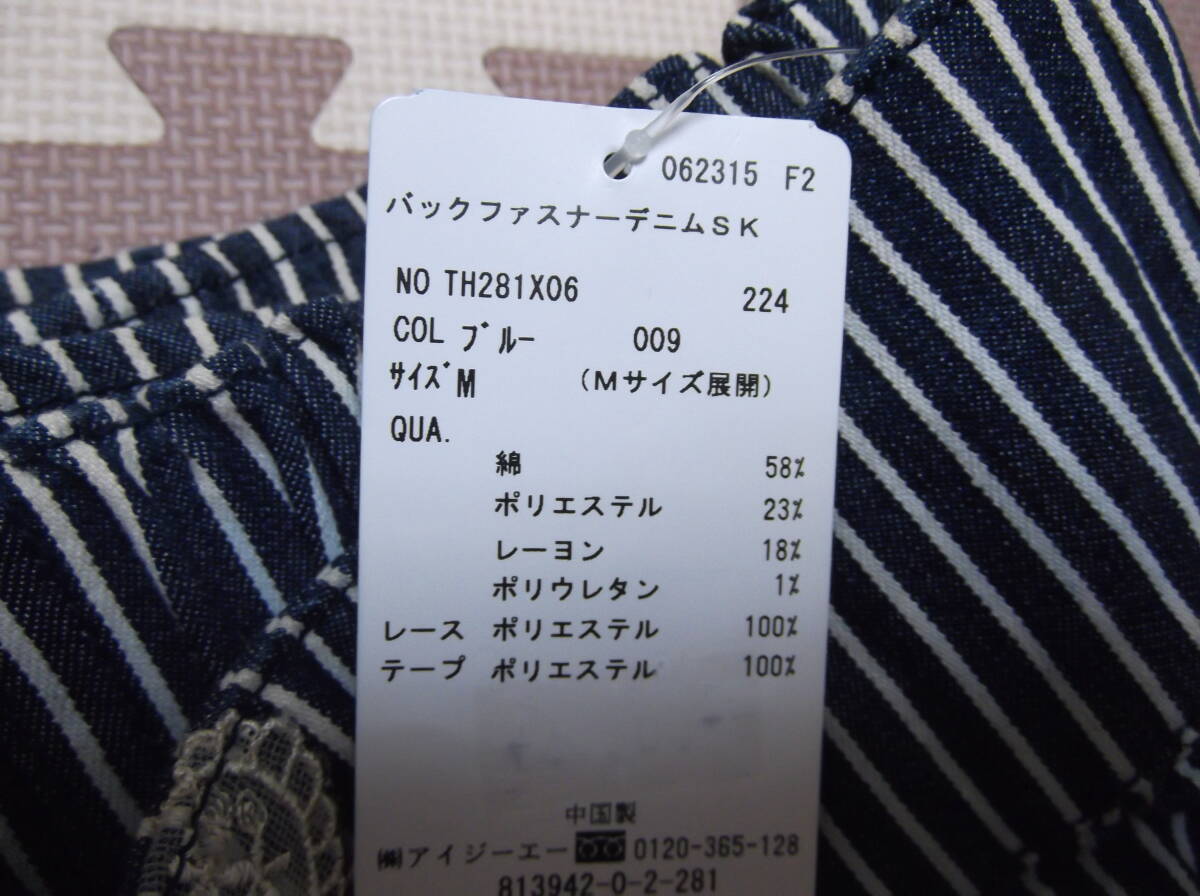 062315 F2
バックファスナーデニムSK
NO TH281X06 224
COL ブルー 009
サイズ M (Mサイズ展開)
QUA.
綿 58%
ポリエステル 23%
レーヨン 18%
ポリウレタン 1%
レース ポリエステル 100%
テープ ポリエステル 100%
中国製
㈱アイジーエー 0120-365-128
813942-0-2-281